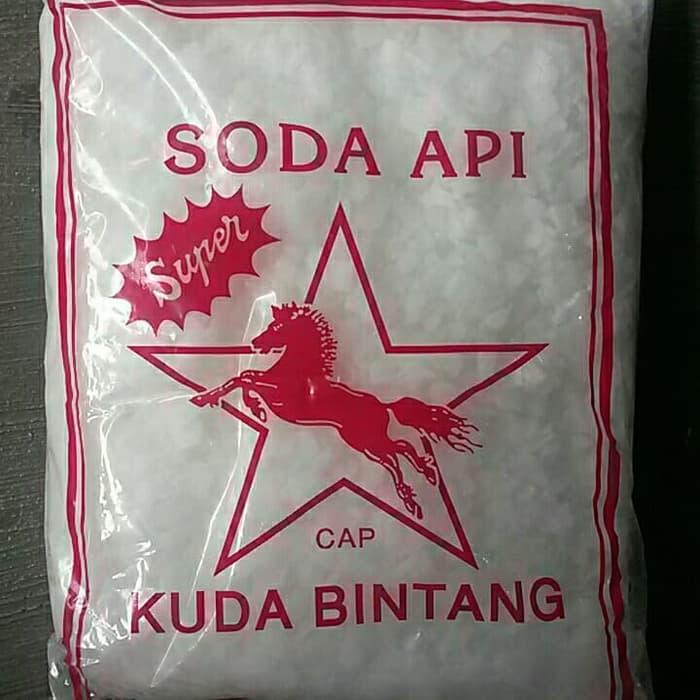 SODA API
Super
CAP
KUDA BINTANG